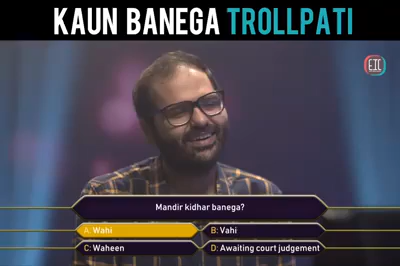 KAUN BANEGA TROLLPATI
EIC
Mandir kidhar banega?
A: Wahi
B: Vahi
C: Waheen
D: Awaiting court judgement